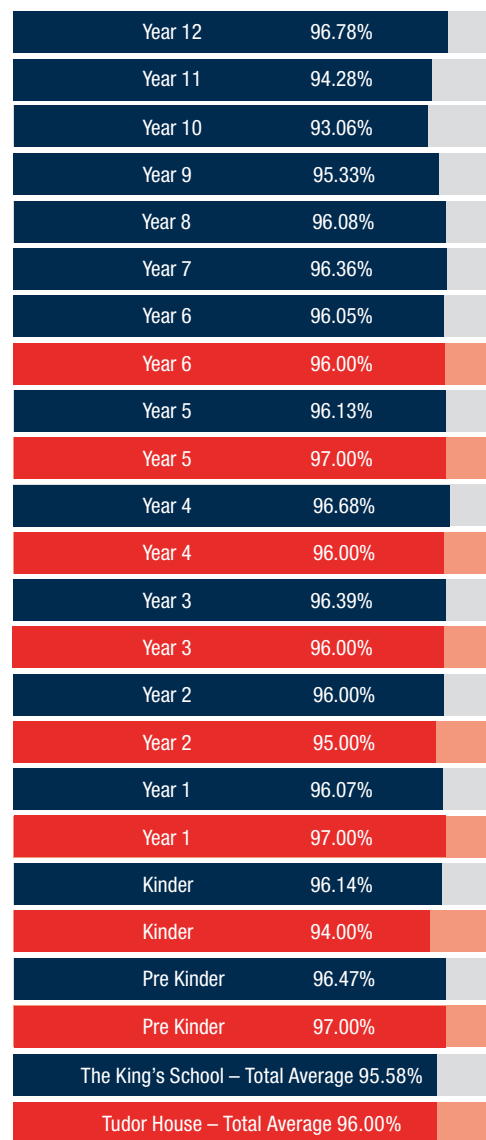 Year 12 96.78%
Year 11 94.28%
Year 10 93.06%
Year 9 95.33%
Year 8 96.08%
Year 7 96.36%
Year 6 96.05%
Year 6 96.00%
Year 5 96.13%
Year 5 97.00%
Year 4 96.68%
Year 4 96.00%
Year 3 96.39%
Year 3 96.00%
Year 2 96.00%
Year 2 95.00%
Year 1 96.07%
Year 1 97.00%
Kinder 96.14%
Kinder 94.00%
Pre Kinder 96.47%
Pre Kinder 97.00%
The King’s School – Total Average 95.58%
Tudor House – Total Average 96.00%